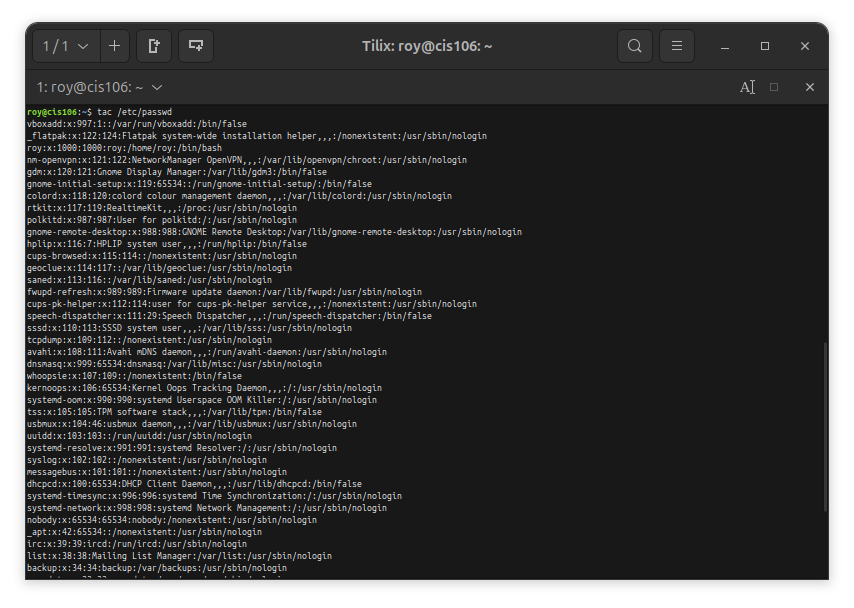 1 / 1
Tilix: roy@cis106: ~
1: roy@cis106: ~
roy@cis106:~$ tac /etc/passwd
vboxadd:x:997:1::/var/run/vboxadd:/bin/false
_flatpak:x:122:124:Flatpak system-wide installation helper,,,:/nonexistent:/usr/sbin/nologin
roy:x:1000:1000:roy:/home/roy:/bin/bash
nm-openvpn:x:121:122:NetworkManager OpenVPN,,,:/var/lib/openvpn/chroot:/usr/sbin/nologin
gdm:x:120:121:Gnome Display Manager:/var/lib/gdm3:/bin/false
gnome-initial-setup:x:119:65534::/run/gnome-initial-setup/:/bin/false
colord:x:118:120:colord colour management daemon,,,:/var/lib/colord:/usr/sbin/nologin
rtkit:x:117:119:RealtimeKit,,,:/proc:/usr/sbin/nologin
polkitd:x:987:987:User for polkitd:/:/usr/sbin/nologin
gnome-remote-desktop:x:988:988:GNOME Remote Desktop:/var/lib/gnome-remote-desktop:/usr/sbin/nologin
hplip:x:116:7:HPLIP system user,,,:/run/hplip:/bin/false
cups-browsed:x:115:114::/nonexistent:/usr/sbin/nologin
geoclue:x:114:117::/var/lib/geoclue:/usr/sbin/nologin
saned:x:113:116::/var/lib/saned:/usr/sbin/nologin
fwupd-refresh:x:989:989:Firmware update daemon:/var/lib/fwupd:/usr/sbin/nologin
cups-pk-helper:x:112:114:user for cups-pk-helper service,,,:/nonexistent:/usr/sbin/nologin
speech-dispatcher:x:111:29:Speech Dispatcher,,,:/run/speech-dispatcher:/bin/false
sssd:x:110:113:SSSD system user,,,:/var/lib/sss:/usr/sbin/nologin
tcpdump:x:109:112::/nonexistent:/usr/sbin/nologin
avahi:x:108:111:Avahi mDNS daemon,,,:/run/avahi-daemon:/usr/sbin/nologin
dnsmasq:x:999:65534:dnsmasq:/var/lib/misc:/usr/sbin/nologin
whoopsie:x:107:109::/nonexistent:/bin/false
kernoops:x:106:65534:Kernel Oops Tracking Daemon,,,:/:/usr/sbin/nologin
systemd-oom:x:990:990:systemd Userspace OOM Killer:/:/usr/sbin/nologin
tss:x:105:105:TPM software stack,,,:/var/lib/tpm:/bin/false
usbmux:x:104:46:usbmux daemon,,,:/var/lib/usbmux:/usr/sbin/nologin
uuidd:x:103:103::/run/uuidd:/usr/sbin/nologin
systemd-resolve:x:991:991:systemd Resolver:/:/usr/sbin/nologin
syslog:x:102:102::/nonexistent:/usr/sbin/nologin
messagebus:x:101:101::/nonexistent:/usr/sbin/nologin
dhcpcd:x:100:65534:DHCP Client Daemon,,,:/usr/lib/dhcpcd:/bin/false
systemd-timesync:x:996:996:systemd Time Synchronization:/:/usr/sbin/nologin
systemd-network:x:998:998:systemd Network Management:/:/usr/sbin/nologin
nobody:x:65534:65534:nobody:/nonexistent:/usr/sbin/nologin
_apt:x:42:65534::/nonexistent:/usr/sbin/nologin
irc:x:39:39:ircd:/run/ircd:/usr/sbin/nologin
list:x:38:38:Mailing List Manager:/var/list:/usr/sbin/nologin
backup:x:34:34:backup:/var/backups:/usr/sbin/nologin